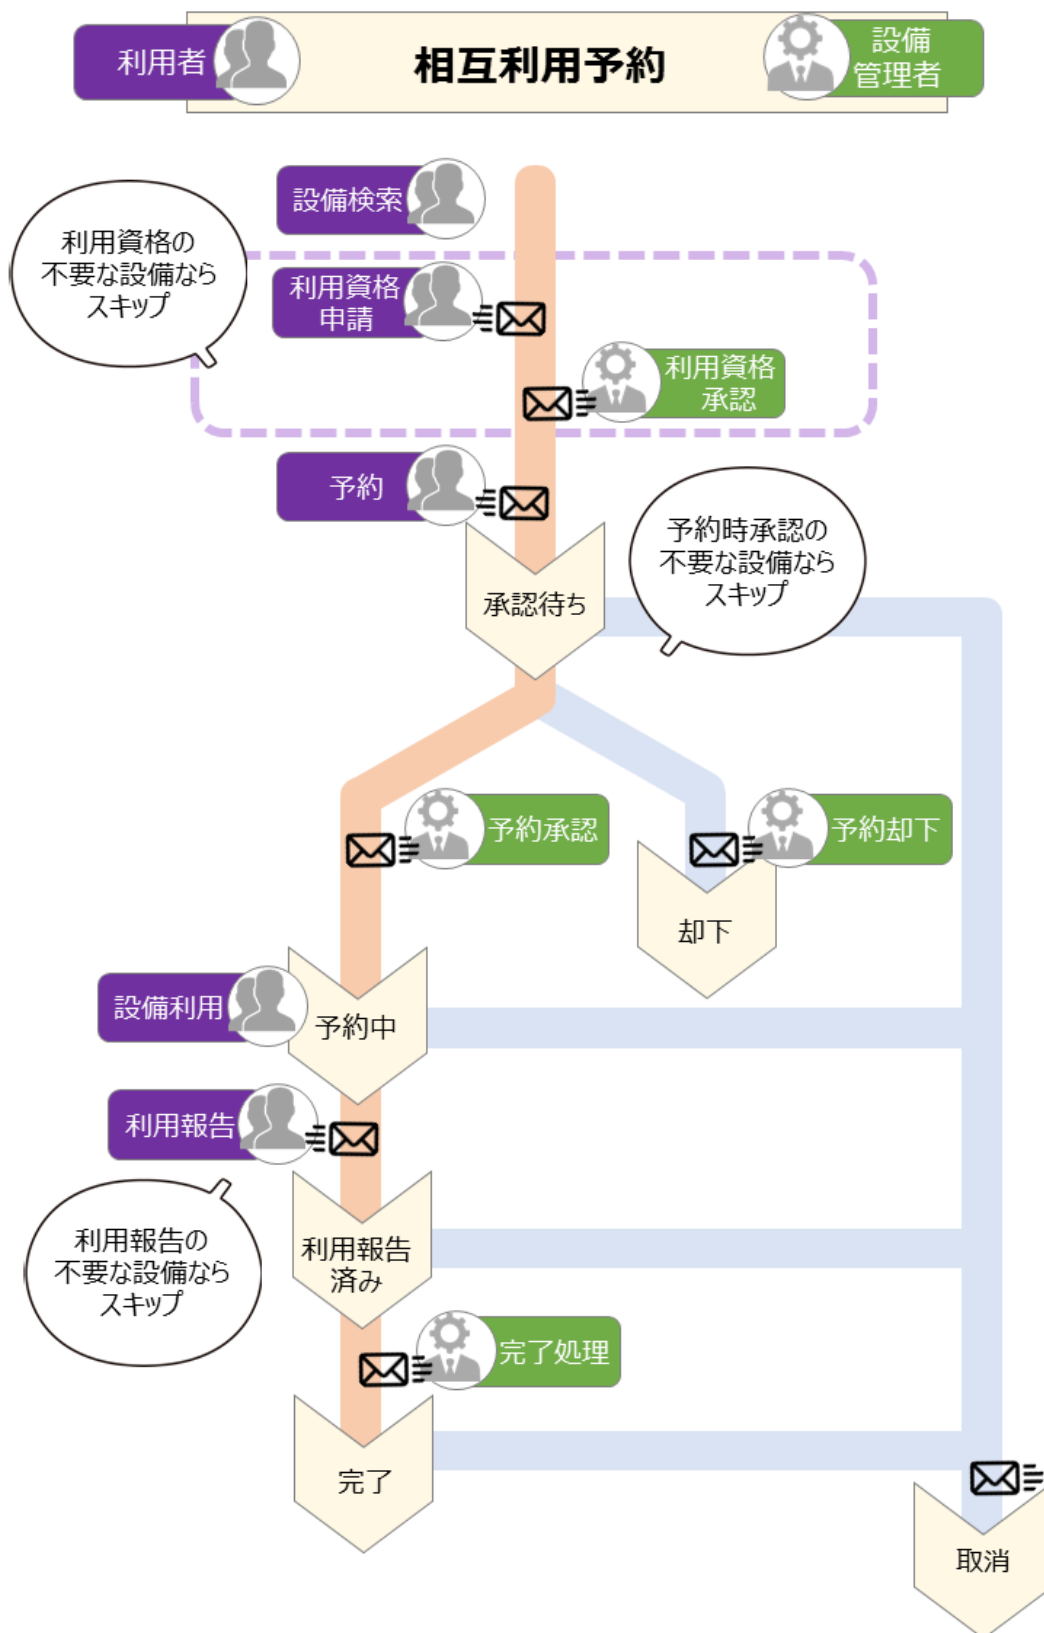 利用者
相互利用予約
設備
管理者
設備検索
利用資格の
不要な設備なら
スキップ
利用資格
申請
利用資格
承認
予約
予約時承認の
不要な設備なら
スキップ
承認待ち
予約承認
予約却下
却下
設備利用
予約中
利用報告
利用報告の
不要な設備なら
スキップ
利用報告
済み
完了処理
完了
取消